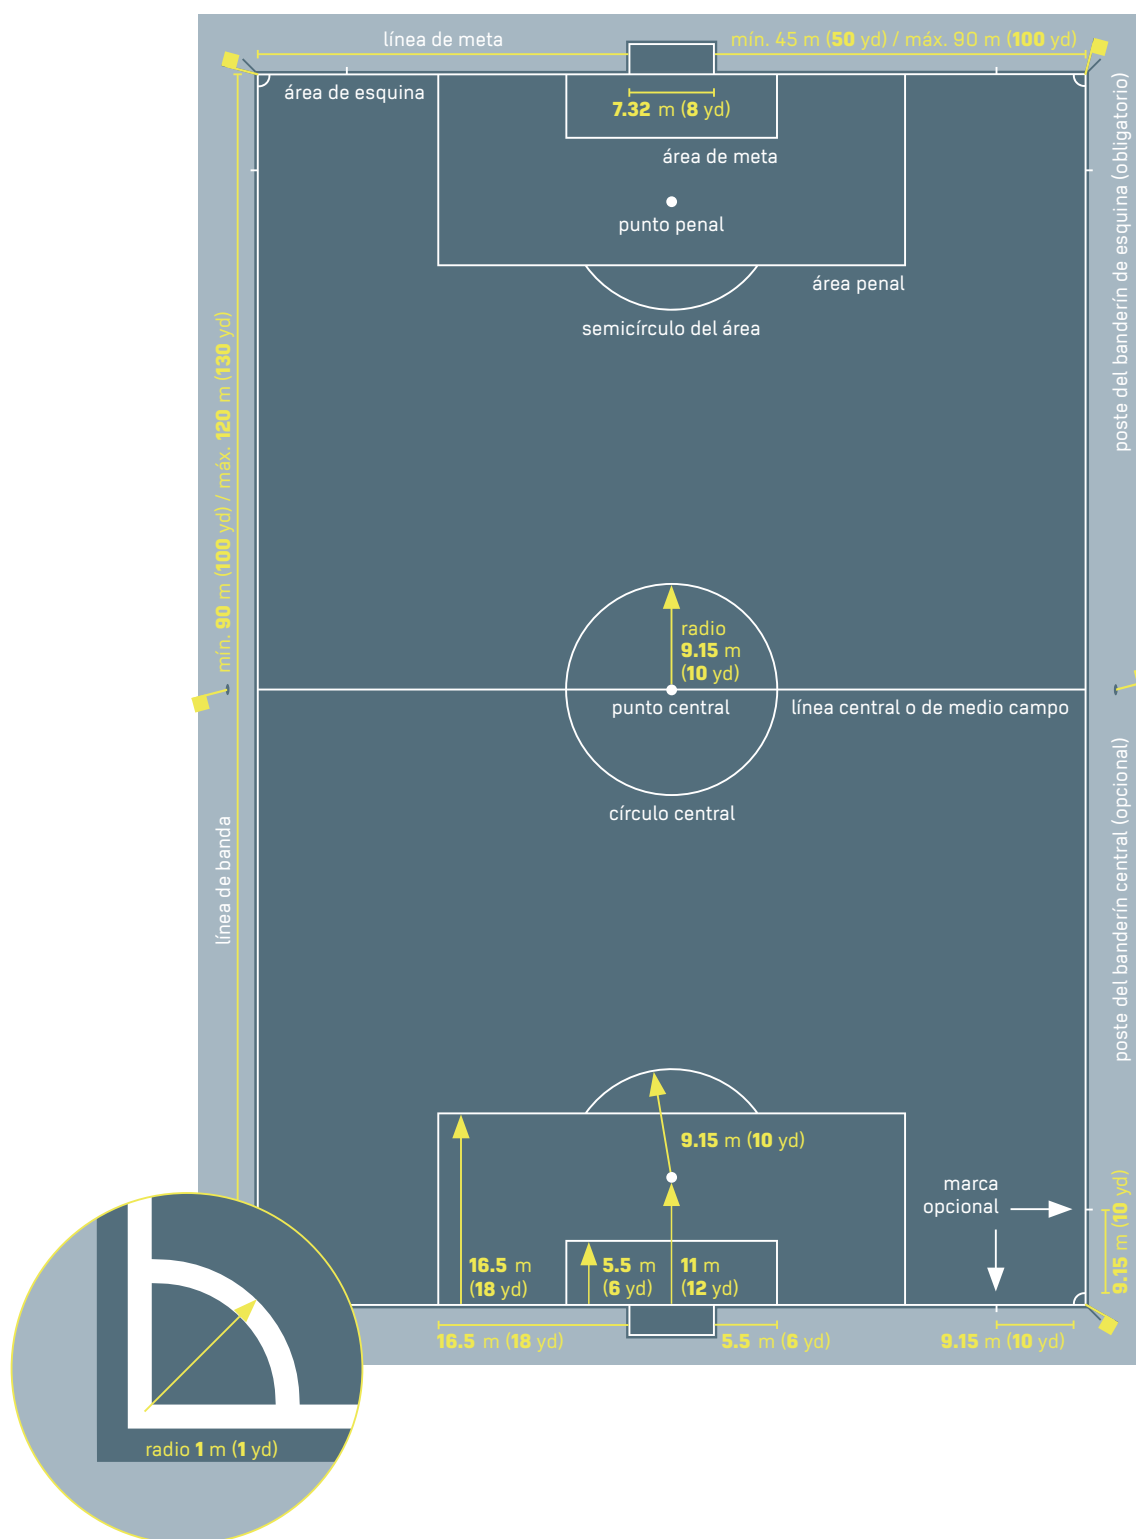 línea de meta
mín. 45 m (50 yd) / máx. 90 m (100 yd)
área de esquina
7.32 m (8 yd)
área de meta
punto penal
área penal
semicírculo del área
poste del banderín de esquina (obligatorio)
mín. 90 m (100 yd) / máx. 120 m (130 yd)
radio
9.15 m
(10 yd)
punto central
línea central o de medio campo
círculo central
línea de banda
poste del banderín central (opcional)
9.15 m (10 yd)
marca
opcional
9.15 m (10 yd)
16.5 m
(18 yd)
5.5 m
(6 yd)
11 m
(12 yd)
16.5 m (18 yd)
5.5 m (6 yd)
9.15 m (10 yd)
radio 1 m (1 yd)